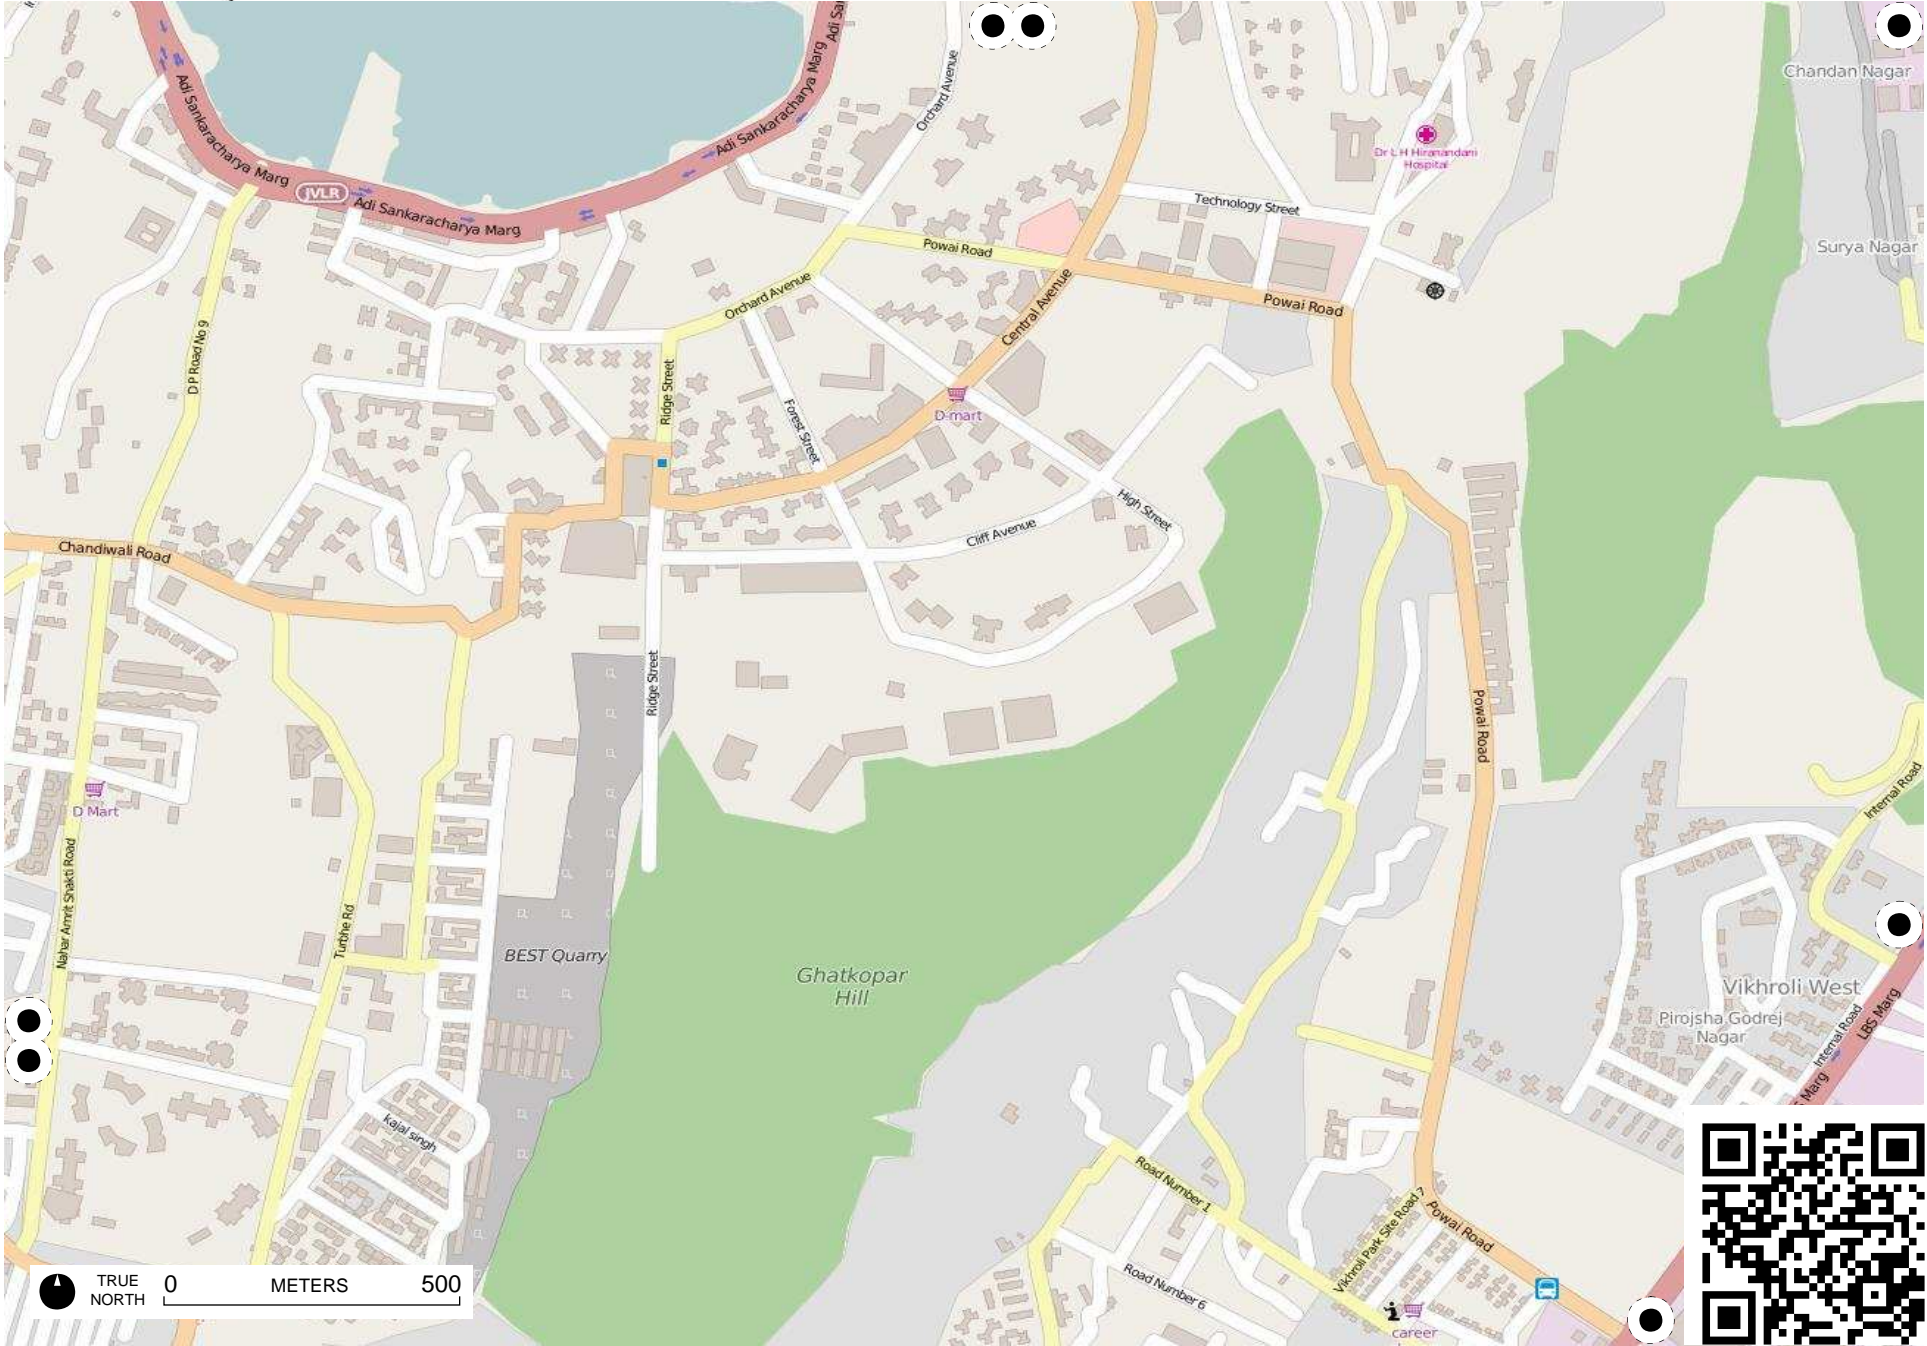 Adi Sankaracharya Marg
Adi Sankaracharya Marg
Adi Sa
Orchard Avenue
Chandan Nagar
Dr L H Hiranandani
Hospital
Adi Sankaracharya Marg
JVLR
Adi Sankaracharya Marg
Technology Street
Powai Road
Surya Nagar
Orchard Avenue
Central Avenue
Powai Road
D P Road No 9
Ridge Street
Forest Street
D-mart
High Street
Cliff Avenue
Chandiwali Road
Ridge Street
Powai Road
D Mart
Internal Road
Nahar Amrit Shakti Road
Turbhe Rd
BEST Quarry
Ghatkopar
Hill
Vikhroli West
Pirojsha Godrej
Nagar
Internal Road
LBS Marg
Marg
kajal singh
Road Number 1
Vikhroli Park Site Road 7
Powai Road
Road Number 6
career
TRUE
NORTH
0 METERS 500